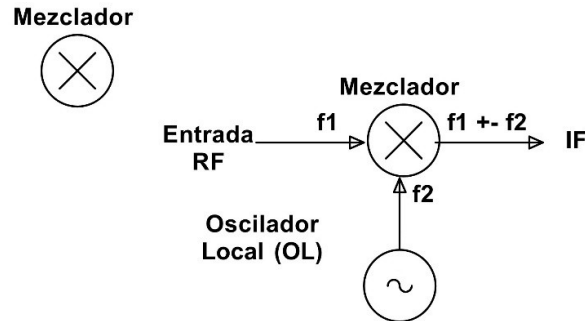 Mezclador
Mezclador
Entrada
RF
f1
f1 +- f2
IF
f2
Oscilador
Local (OL)